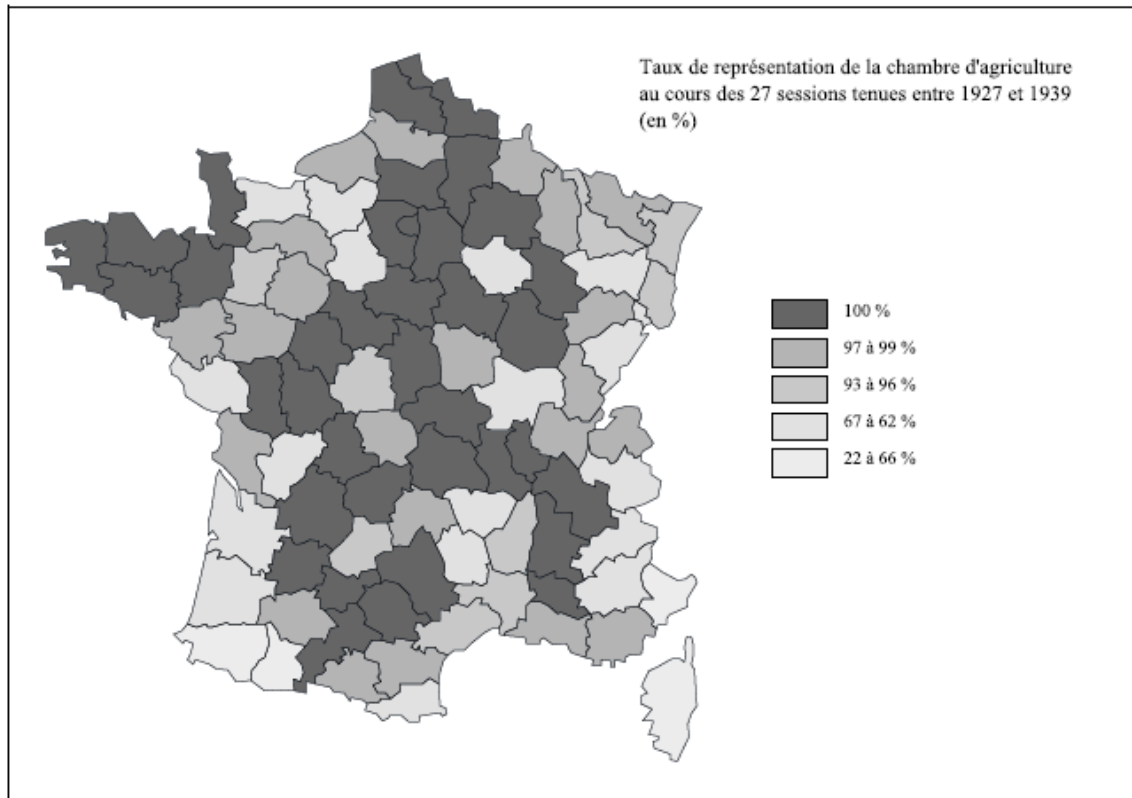 Taux de représentation de la chambre d'agriculture
au cours des 27 sessions tenues entre 1927 et 1939
(en %)
100 %
97 à 99 %
93 à 96 %
67 à 62 %
22 à 66 %